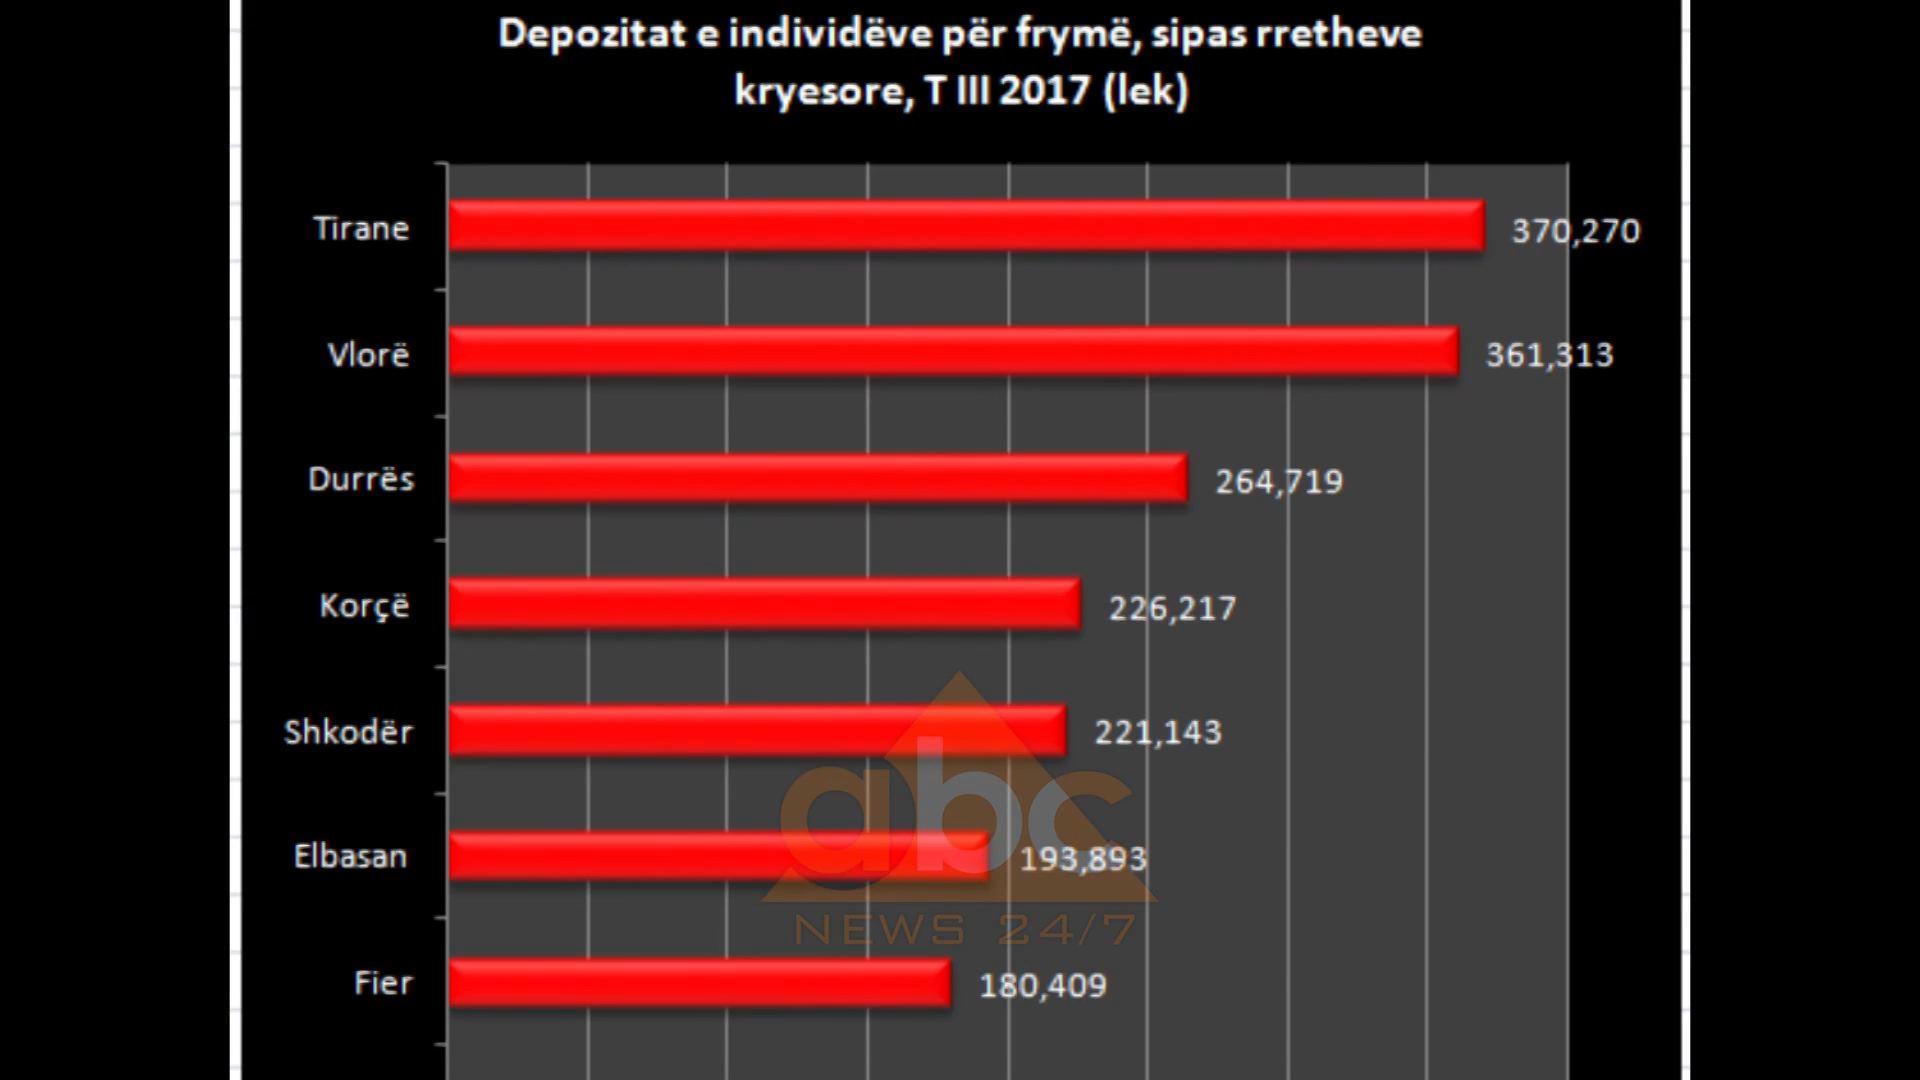 Depozitat e individëve për frymë, sipas rretheve
kryesore, T III 2017 (lek)
Tirane 370,270
Vlorë 361,313
Durrës 264,719
Korçë 226,217
Shkodër 221,143
Elbasan 193,893
Fier 180,409
abc
NEWS 24/7